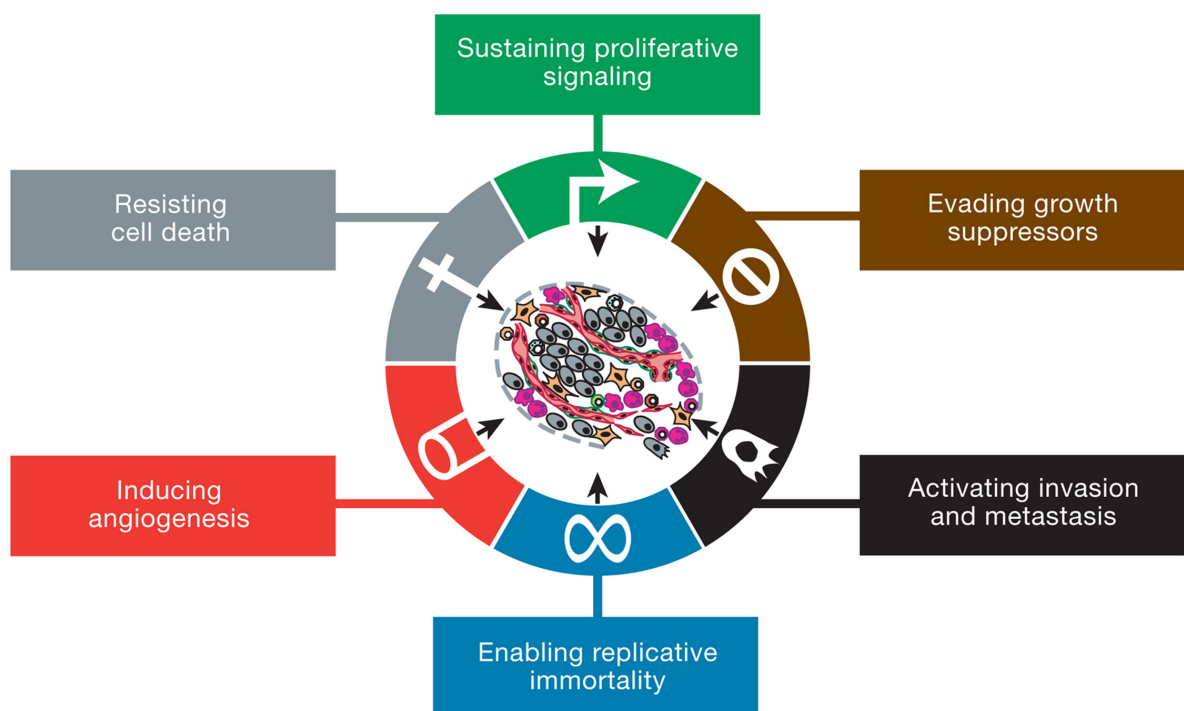 Sustaining proliferative
signaling
Resisting
cell death
Evading growth
suppressors
Inducing
angiogenesis
Activating invasion
and metastasis
Enabling replicative
immortality